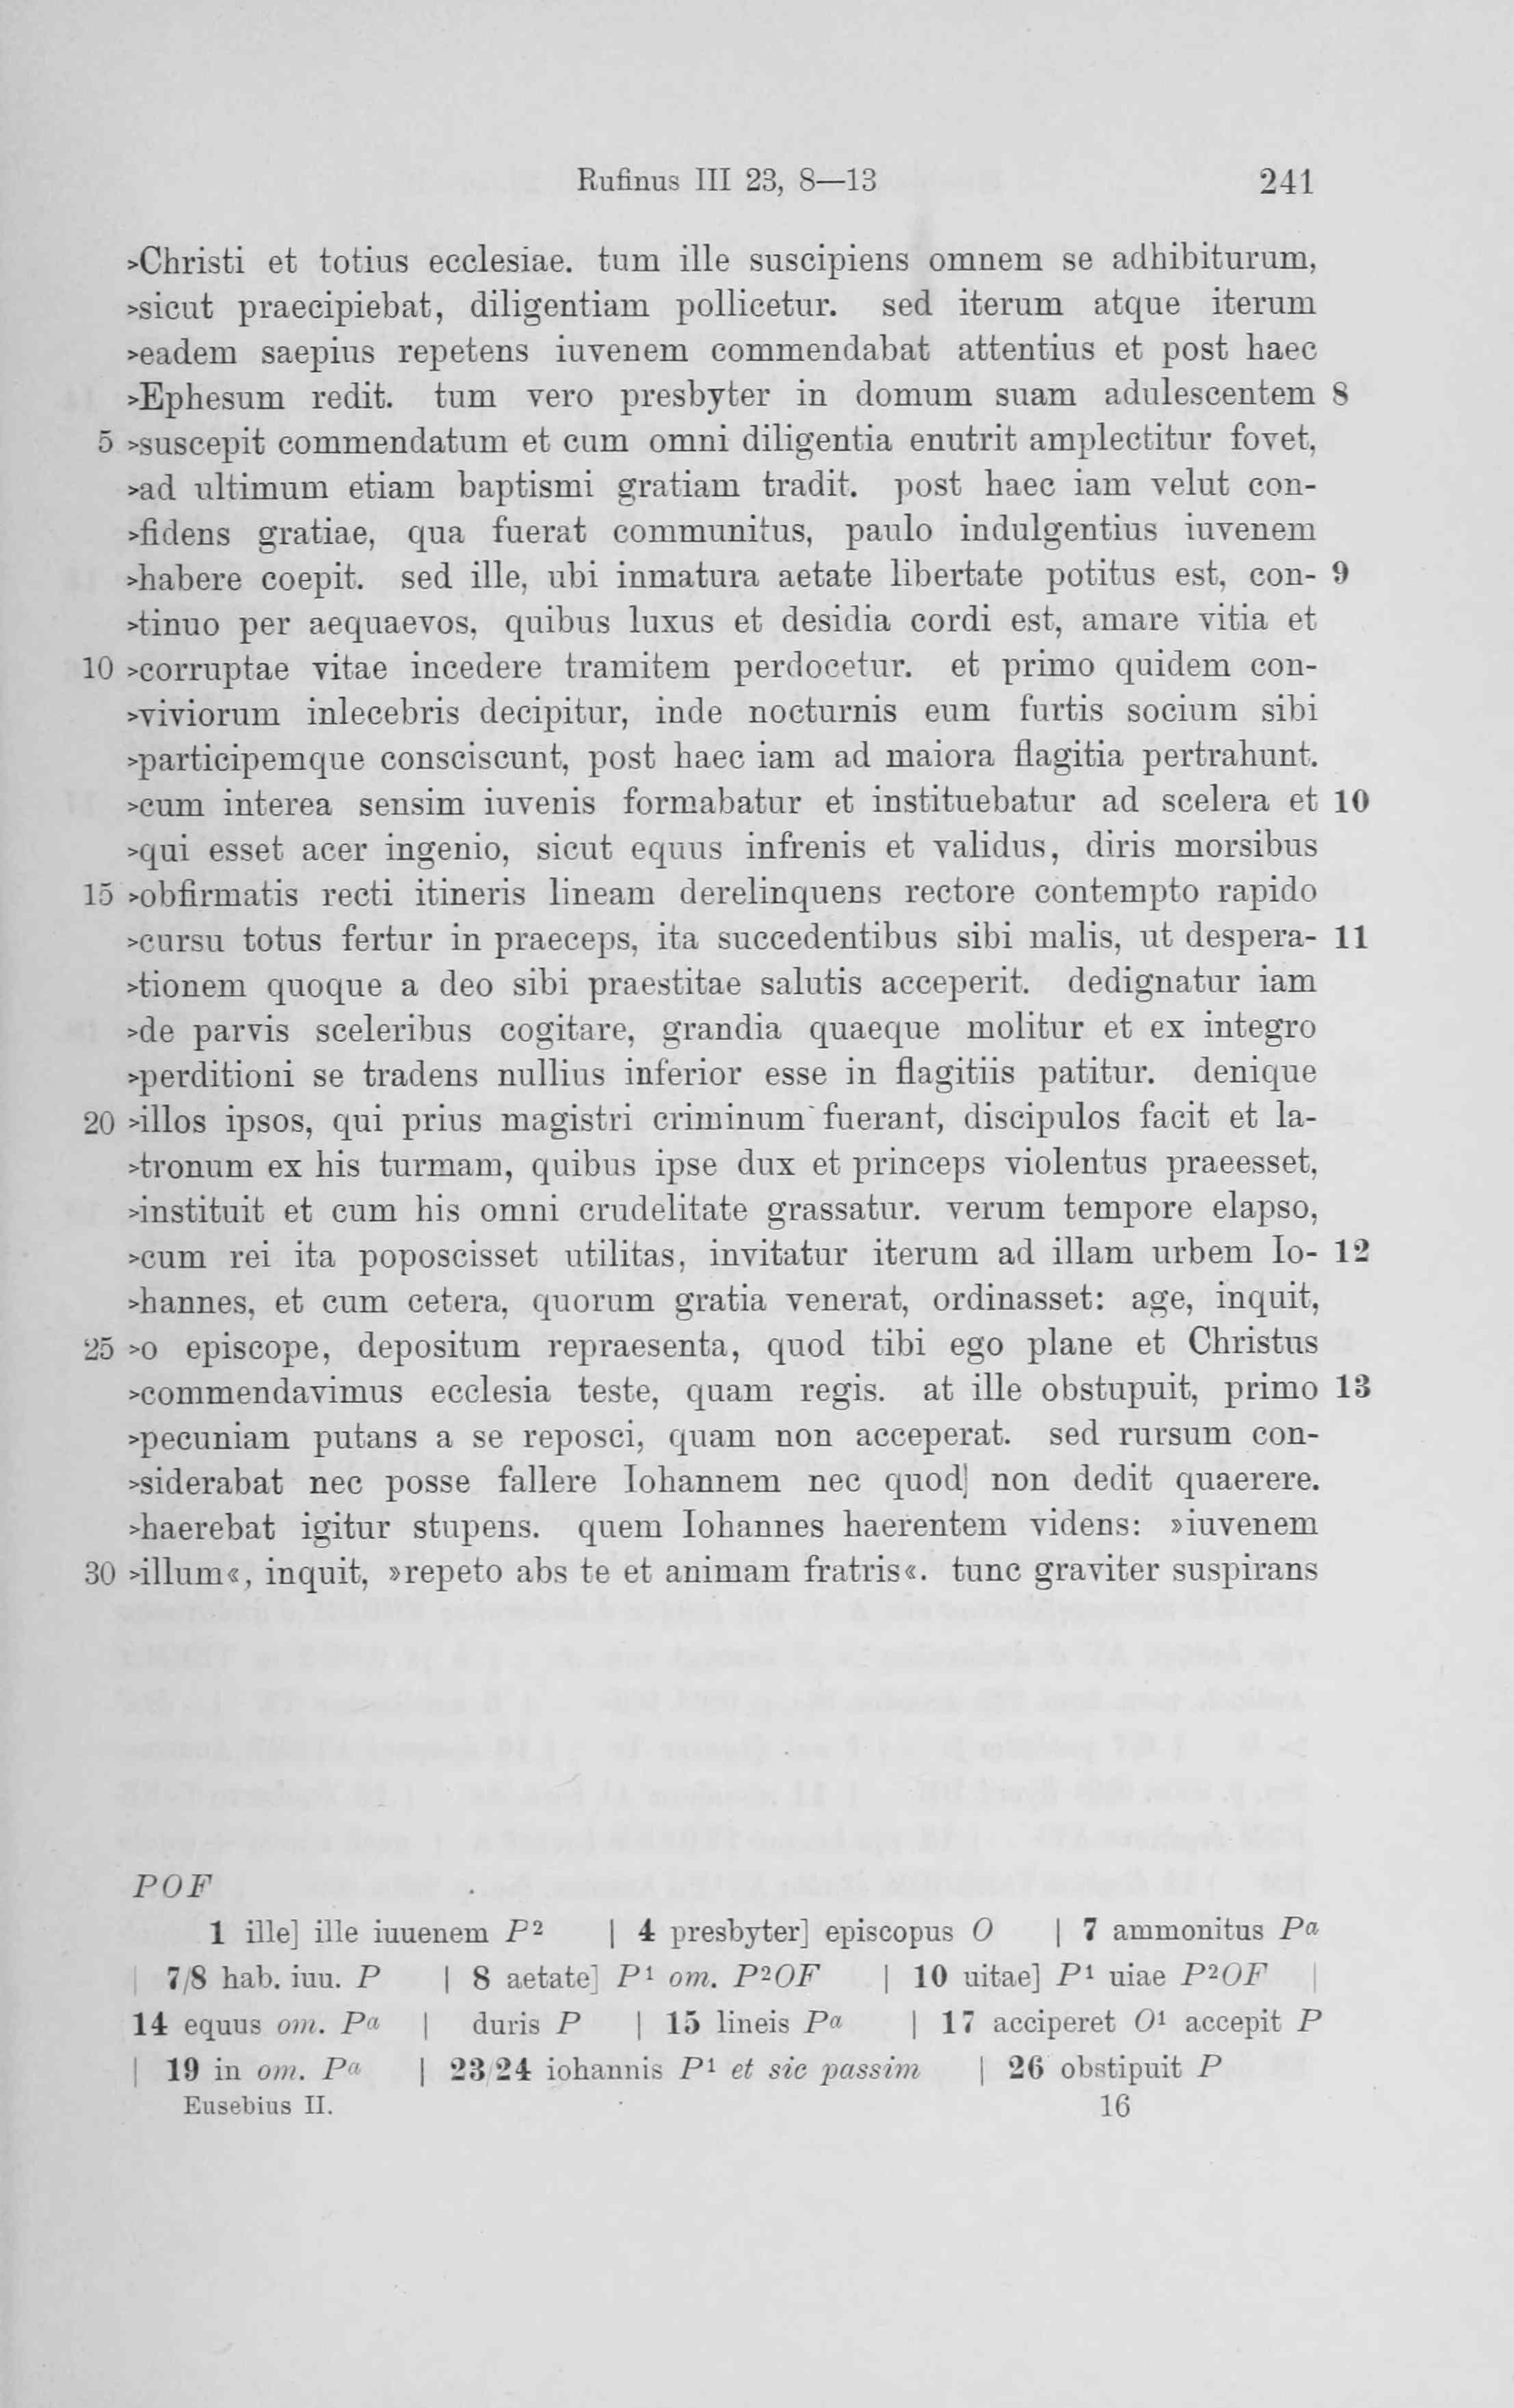 Rufinus III 23, 8—13 241
>Christi et totius ecclesiae. tum ille suscipiens omnem se adhibiturum,
>sicut praecipiebat, diligentiam pollicetur. sed iterum atque iterum
>eadem saepius repetens iuvenem commendabat attentius et post haec
>Ephesum redit. tum vero presbyter in domum suam adulescentem 8
5 >suscepit commendatum et cum omni diligentia enutrit amplectitur fovet,
>ad ultimum etiam baptismi gratiam tradit. post haec iam velut con-
>fidens gratiae, qua fuerat communitus, paulo indulgentius iuvenem
>habere coepit. sed ille, ubi inmatura aetate libertate potitus est, con- 9
>tinuo per aequaevos, quibus luxus et desidia cordi est, amare vitia et
10 >corruptae vitae incedere tramitem perdocetur. et primo quidem con-
>viviorum inlecebris decipitur, inde nocturnis eum furtis socium sibi
>participemque consciscunt, post haec iam ad maiora flagitia pertrahunt.
>cum interea sensim iuvenis formabatur et instituebatur ad scelera et 10
>qui esset acer ingenio, sicut equus infrenis et validus, diris morsibus
15 >obfirmatis recti itineris lineam derelinquens rectore contempto rapido
>cursu totus fertur in praeceps, ita succedentibus sibi malis, ut despera- 11
>tionem quoque a deo sibi praestitae salutis acceperit. dedignatur iam
>de parvis sceleribus cogitare, grandia quaeque molitur et ex integro
>perditioni se tradens nullius inferior esse in flagitiis patitur. denique
20 >illos ipsos, qui prius magistri criminum fuerant, discipulos facit et la-
>tronum ex his turmam, quibus ipse dux et princeps violentus praeesset,
>instituit et cum his omni crudelitate grassatur. verum tempore elapso,
>cum rei ita poposcisset utilitas, invitatur iterum ad illam urbem Io- 12
>hannes, et cum cetera, quorum gratia venerat, ordinasset: age, inquit,
25 >o episcope, depositum repraesenta, quod tibi ego plane et Christus
>commendavimus ecclesia teste, quam regis. at ille obstupuit, primo 13
>pecuniam putans a se reposci, quam non acceperat. sed rursum con-
>siderabat nec posse fallere Iohannem nec quod non dedit quaerere.
>haerebat igitur stupens. quem Iohannes haerentem videns: »iuvenem
30 >illum«, inquit, »repeto abs te et animam fratris«. tunc graviter suspirans
POF
1 ille] ille iuuenem P² | 4 presbyter] episcopus O | 7 ammonitus Pa
| 7/8 hab. iuu. P | 8 aetate] P¹ om. P²OF | 10 uitae] P¹ uiae P²OF |
14 equus om. Pa | duris P | 15 lineis Pa | 17 acciperet O¹ accepit P
| 19 in om. Pa | 23/24 iohannis P¹ et sic passim | 26 obstipuit P
Eusebius II. 16